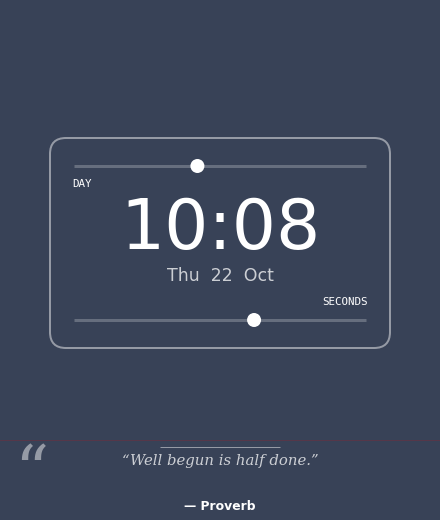 DAY
10:08
Thu 22 Oct
SECONDS
“
“Well begun is half done.”
— Proverb